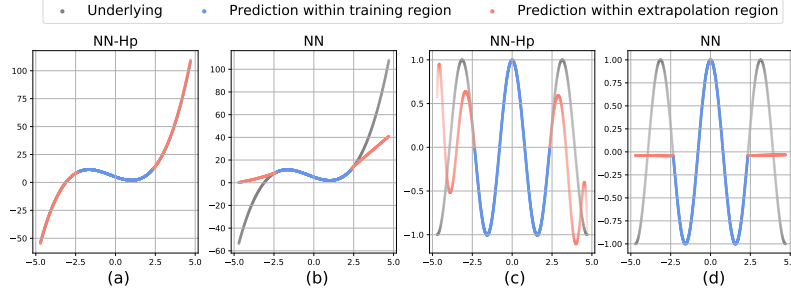 Underlying Prediction within training region Prediction within extrapolation region
NN-Hp NN NN-Hp NN
100 75 50 25 0 −25 −50
100 80 60 40 20 0 −20 −40 −60
1.0 0.5 0.0 −0.5 −1.0
1.00 0.75 0.50 0.25 0.00 −0.25 −0.50 −0.75 −1.00
−5.0 −2.5 0.0 2.5 5.0 −5.0 −2.5 0.0 2.5 5.0 −5.0 −2.5 0.0 2.5 5.0 −5.0 −2.5 0.0 2.5 5.0
(a) (b) (c) (d)